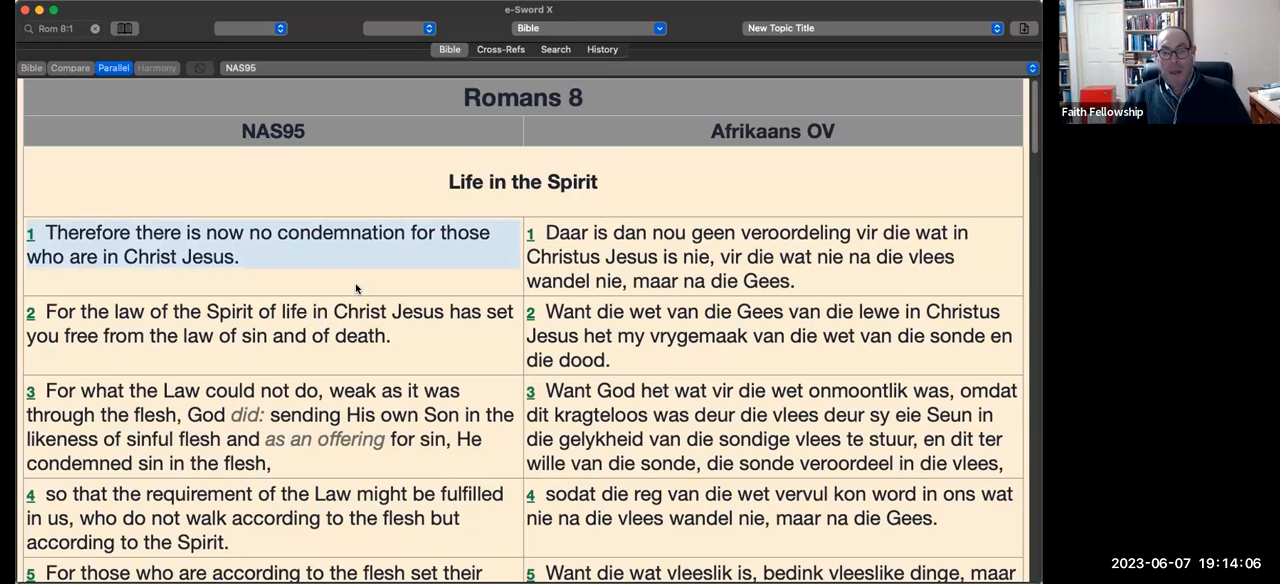 e-Sword X
Rom 8:1
Bible
New Topic Title
Bible Cross-Refs Search History
Bible Compare Parallel Harmony
NAS95
Romans 8
NAS95
Afrikaans OV
Life in the Spirit
1 Therefore there is now no condemnation for those
who are in Christ Jesus.
1 Daar is dan nou geen veroordeling vir die wat in
Christus Jesus is nie, vir die wat nie na die vlees
wandel nie, maar na die Gees.
2 For the law of the Spirit of life in Christ Jesus has set
you free from the law of sin and of death.
2 Want die wet van die Gees van die lewe in Christus
Jesus het my vrygemaak van die wet van die sonde en
die dood.
3 For what the Law could not do, weak as it was
through the flesh, God did: sending His own Son in the
likeness of sinful flesh and as an offering for sin, He
condemned sin in the flesh,
3 Want God het wat vir die wet onmoontlik was, omdat
dit kragteloos was deur die vlees deur sy eie Seun in
die gelykheid van die sondige vlees te stuur, en dit ter
wille van die sonde, die sonde veroordeel in die vlees,
4 so that the requirement of the Law might be fulfilled
in us, who do not walk according to the flesh but
according to the Spirit.
4 sodat die reg van die wet vervul kon word in ons wat
nie na die vlees wandel nie, maar na die Gees.
5 For those who are according to the flesh set their
5 Want die wat vleeslik is, bedink vleeslike dinge, maar
Faith Fellowship
2023-06-07 19:14:06